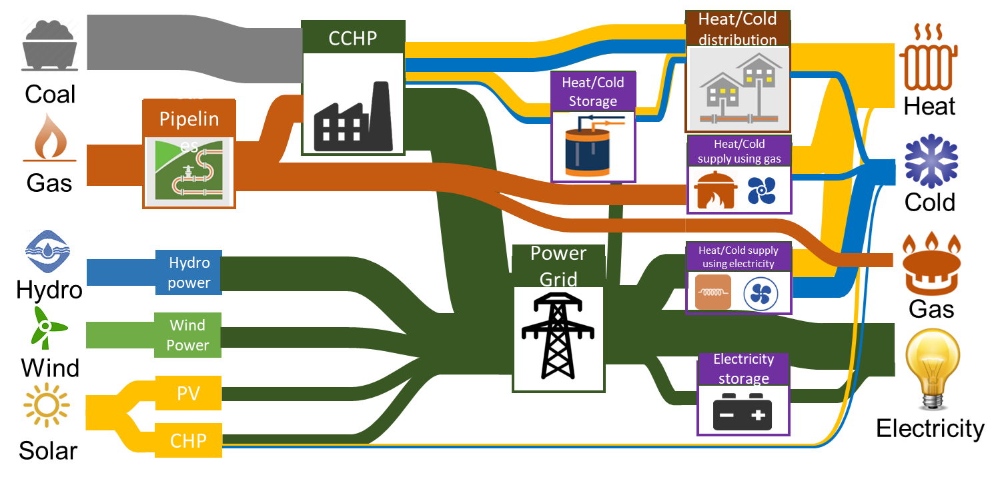 Coal
Gas
Hydro
Wind
Solar
Pipelin
es
Hydro
power
Wind
Power
PV
CHP
CCHP
Heat/Cold
Storage
Power
Grid
Heat/Cold
distribution
Heat/Cold
supply using gas
Heat/Cold supply
using electricity
Electricity
storage
Heat
Cold
Gas
Electricity